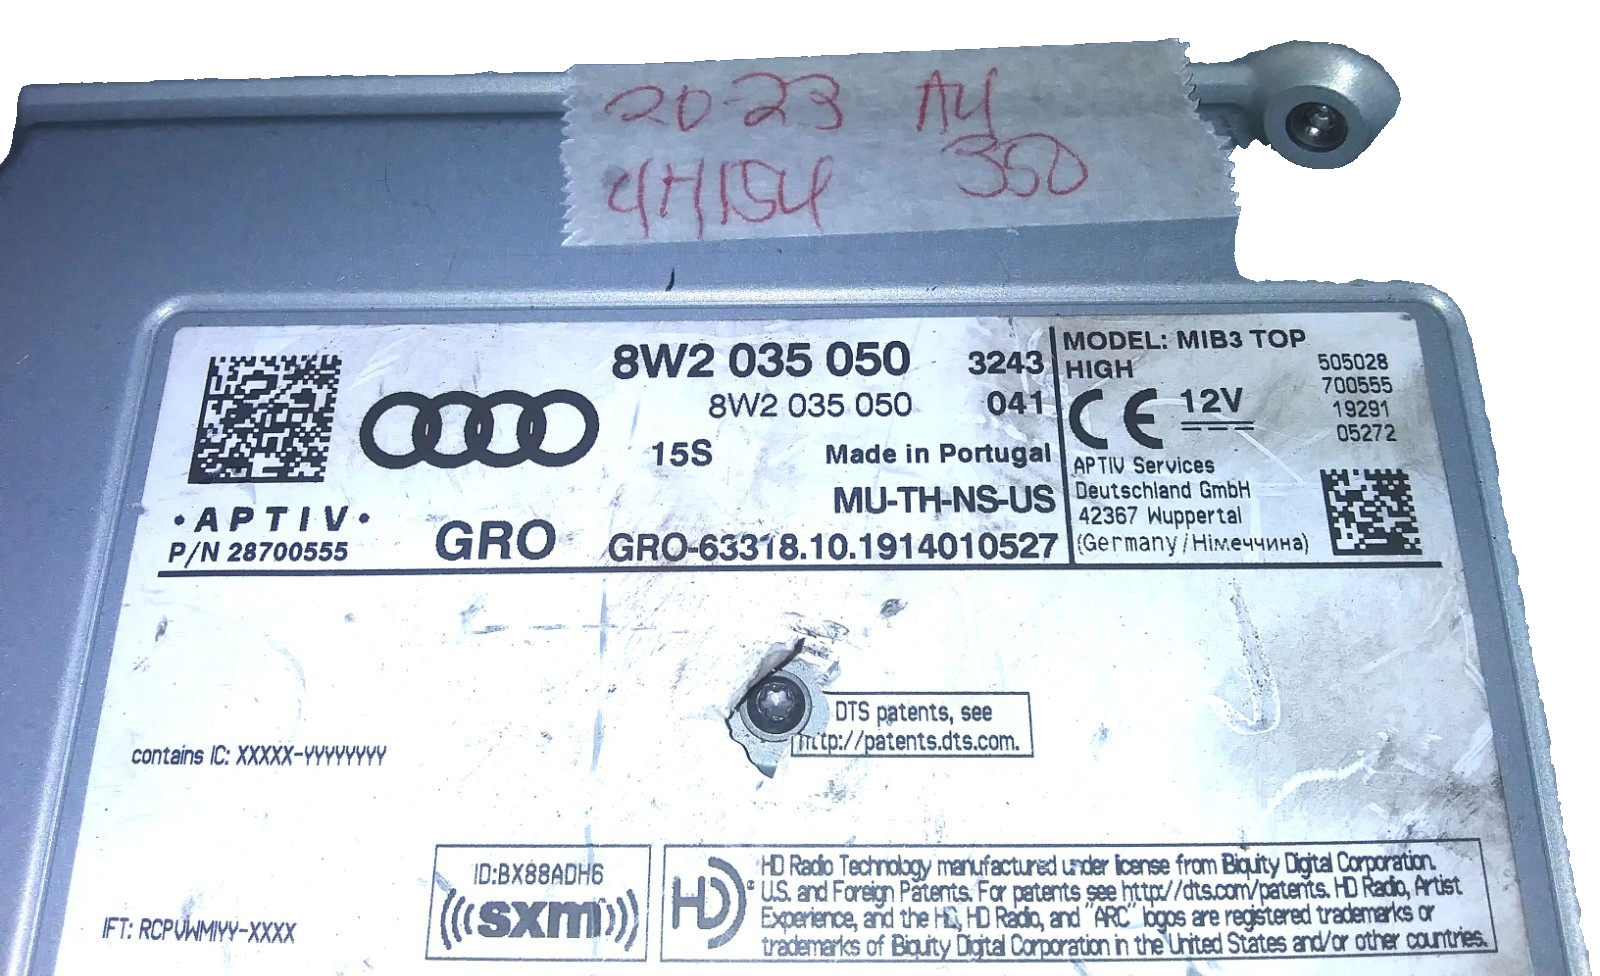 2023 A4
4H154 350
8W2 035 050 3243
8W2 035 050 041
15S Made in Portugal
MU-TH-NS-US
·APTIV·
P/N 28700555
GRO GRO-63318.10.1914010527
MODEL: MIB3 TOP
HIGH
505028
700555
19291
05272
CE 12V
APTIV Services
Deutschland GmbH
42367 Wuppertal
(Germany/Німеччина)
DTS patents, see
http://patents.dts.com.
contains IC: XXXXX-YYYYYYYY
IFT: RCPVWMIYY-XXXX
ID:BX88ADH6
(((sxm)))
HD®
HD Radio Technology manufactured under license from Biquity Digital Corporation.
U.S. and Foreign Patents. For patents see http://dts.com/patents. HD Radio, Artist
Experience, and the HD, HD Radio, and "ARC" logos are registered trademarks or
trademarks of Biquity Digital Corporation in the United States and/or other countries.